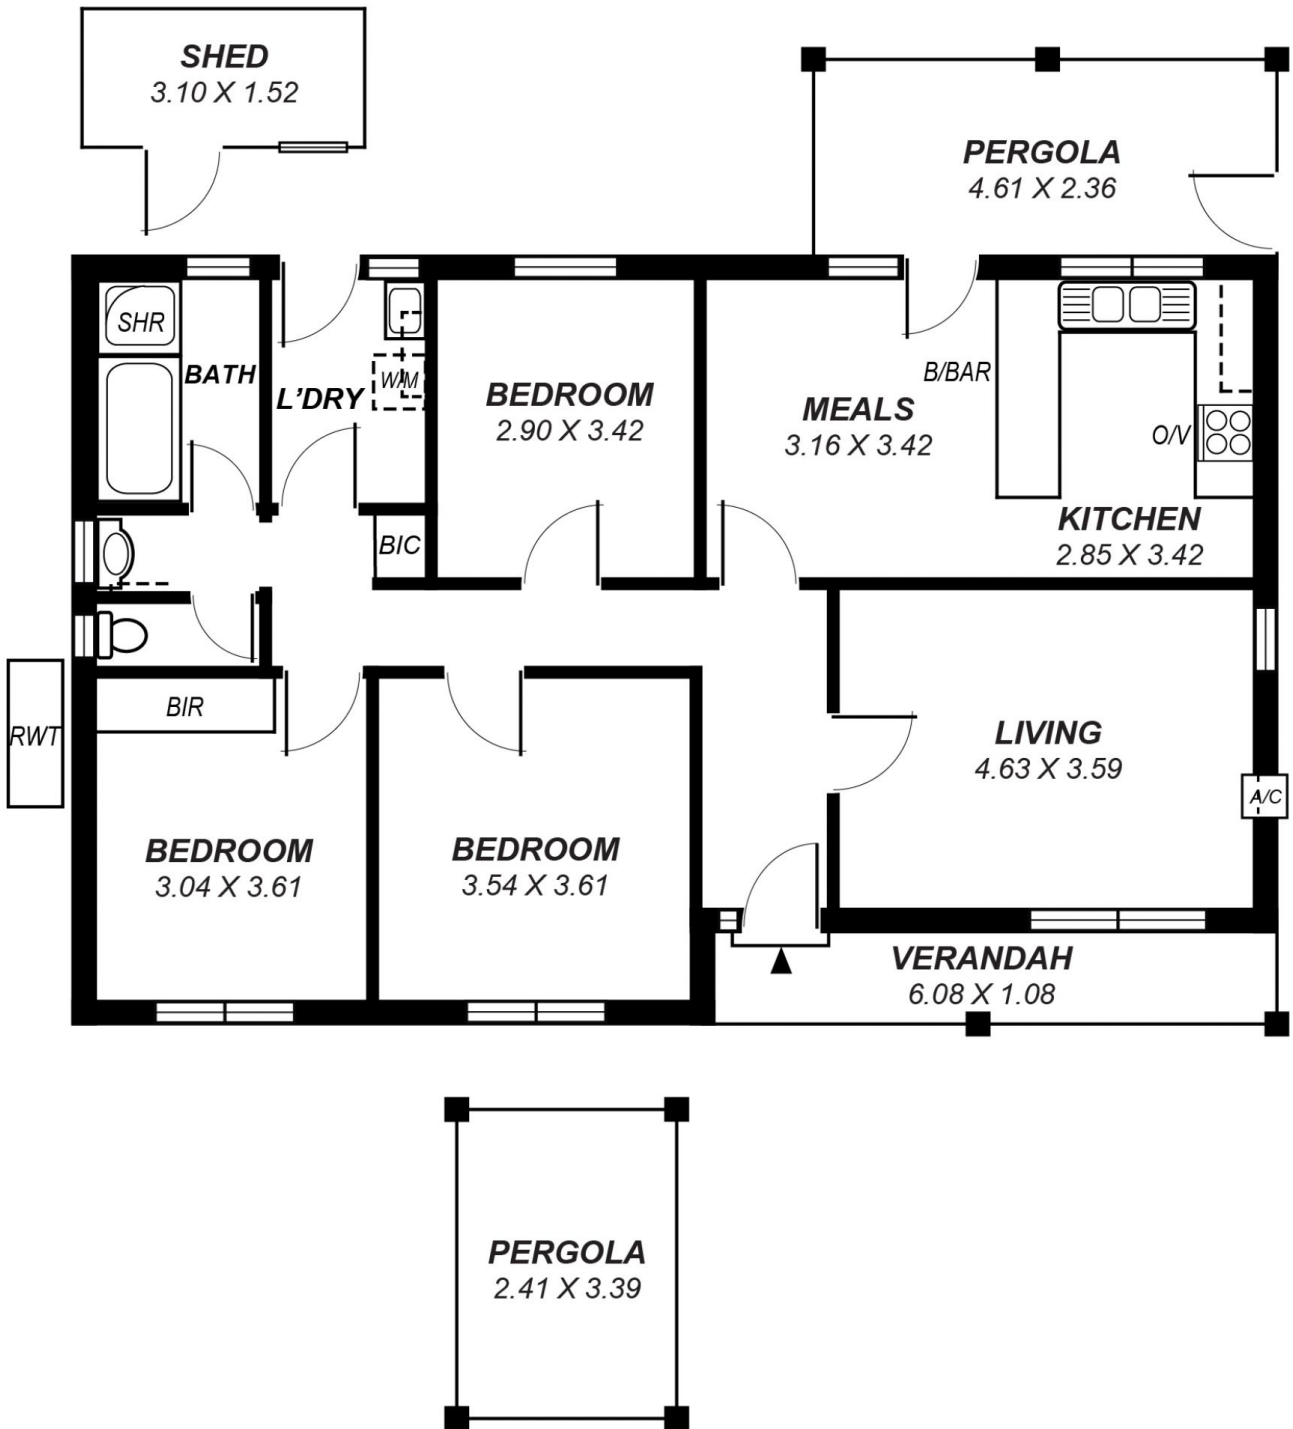 SHED
3.10 X 1.52
PERGOLA
4.61 X 2.36
SHR
BATH
L'DRY
W/M
BEDROOM
2.90 X 3.42
MEALS
3.16 X 3.42
B/BAR
O/V
KITCHEN
2.85 X 3.42
BIC
BIR
RWT
LIVING
4.63 X 3.59
A/C
BEDROOM
3.04 X 3.61
BEDROOM
3.54 X 3.61
VERANDAH
6.08 X 1.08
PERGOLA
2.41 X 3.39